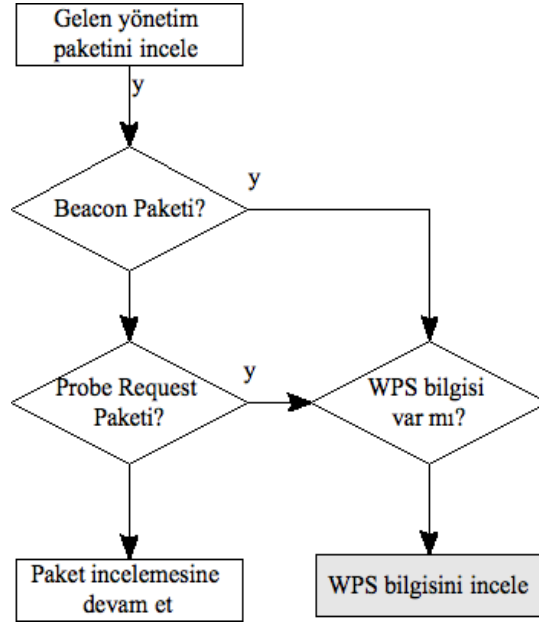 Gelen yönetim
paketini incele
y
Beacon Paketi?
y
Probe Request
Paketi?
y
WPS bilgisi
var mı?
Paket incelemesine
devam et
WPS bilgisini incele